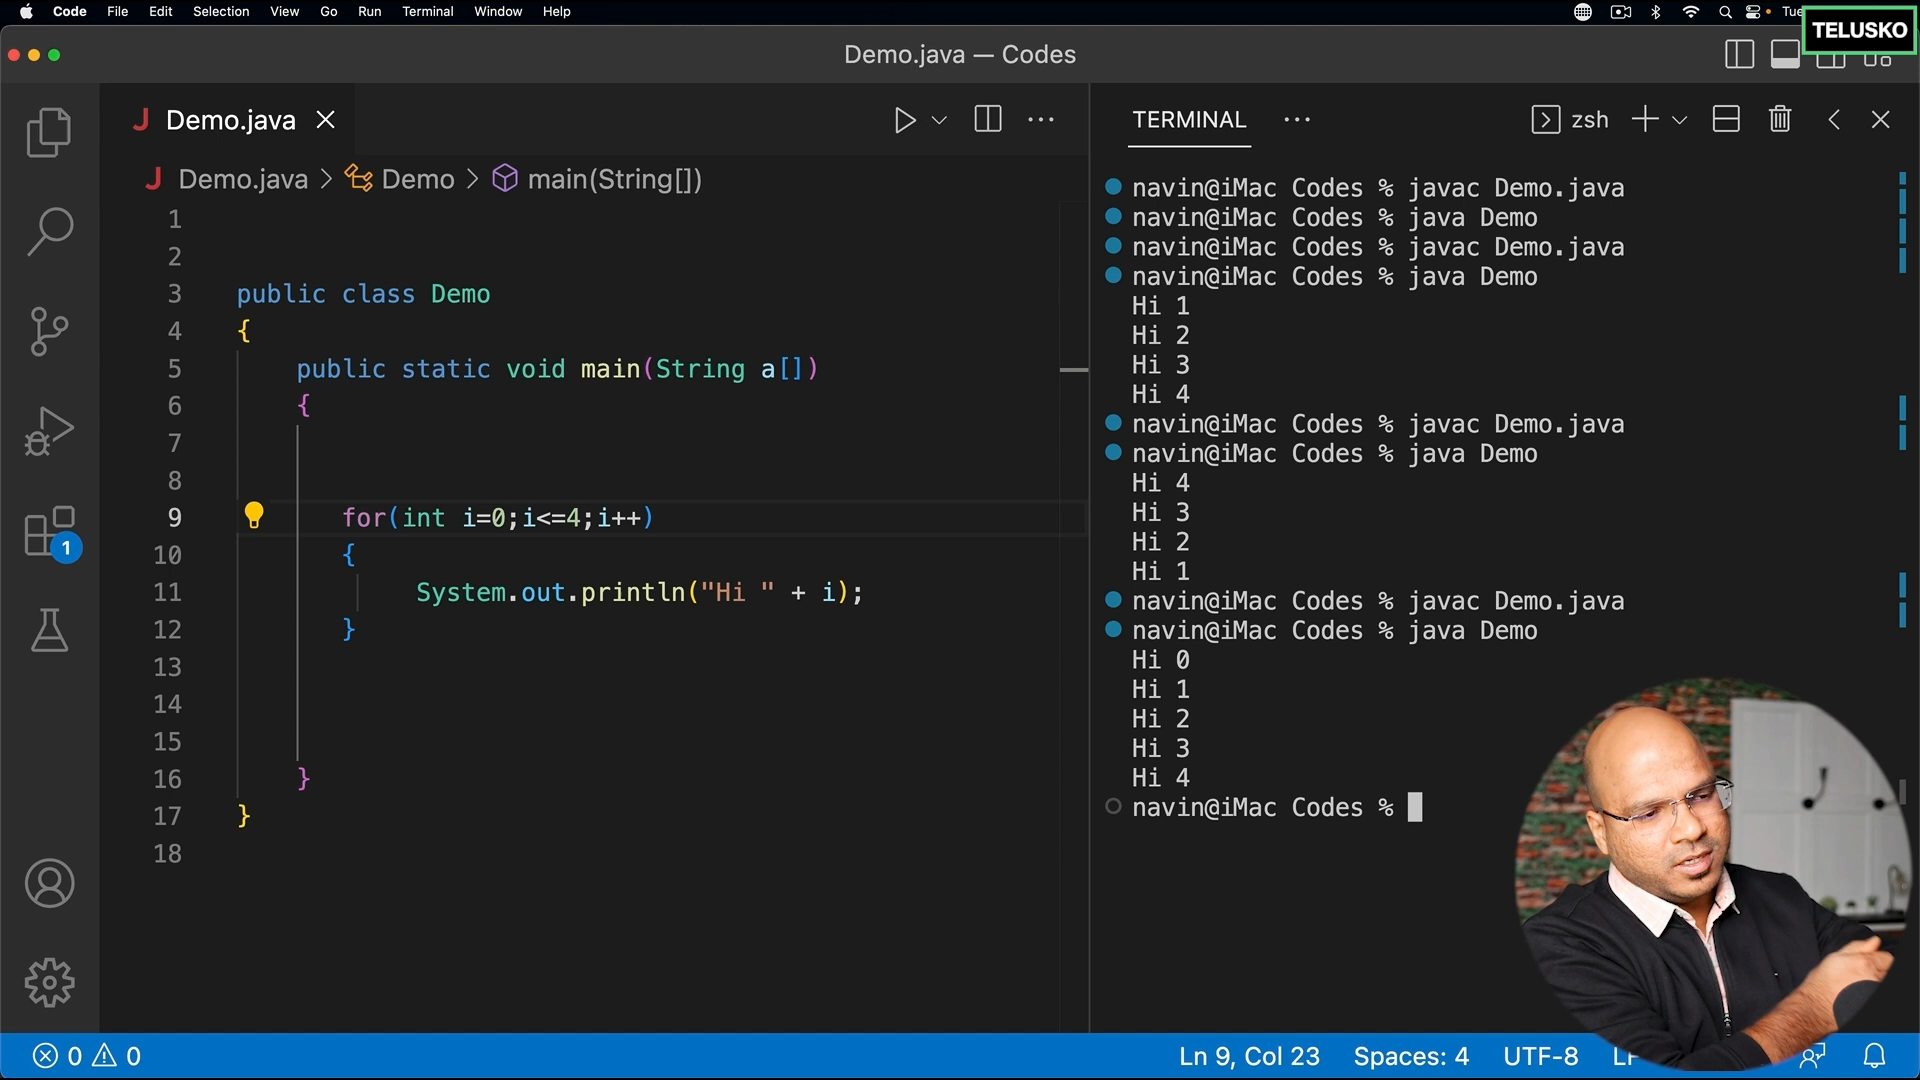 Code File Edit Selection View Go Run Terminal Window Help
Tue
TELUSKO
Demo.java — Codes
Demo.java
Demo.java > Demo > main(String[])
1
2
3 public class Demo
4 {
5 public static void main(String a[])
6 {
7
8
9 for(int i=0;i<=4;i++)
10 {
11 System.out.println("Hi " + i);
12 }
13
14
15
16 }
17 }
18
TERMINAL
zsh
navin@iMac Codes % javac Demo.java
navin@iMac Codes % java Demo
navin@iMac Codes % javac Demo.java
navin@iMac Codes % java Demo
Hi 1
Hi 2
Hi 3
Hi 4
navin@iMac Codes % javac Demo.java
navin@iMac Codes % java Demo
Hi 4
Hi 3
Hi 2
Hi 1
navin@iMac Codes % javac Demo.java
navin@iMac Codes % java Demo
Hi 0
Hi 1
Hi 2
Hi 3
Hi 4
navin@iMac Codes %
1
0 0
Ln 9, Col 23 Spaces: 4 UTF-8